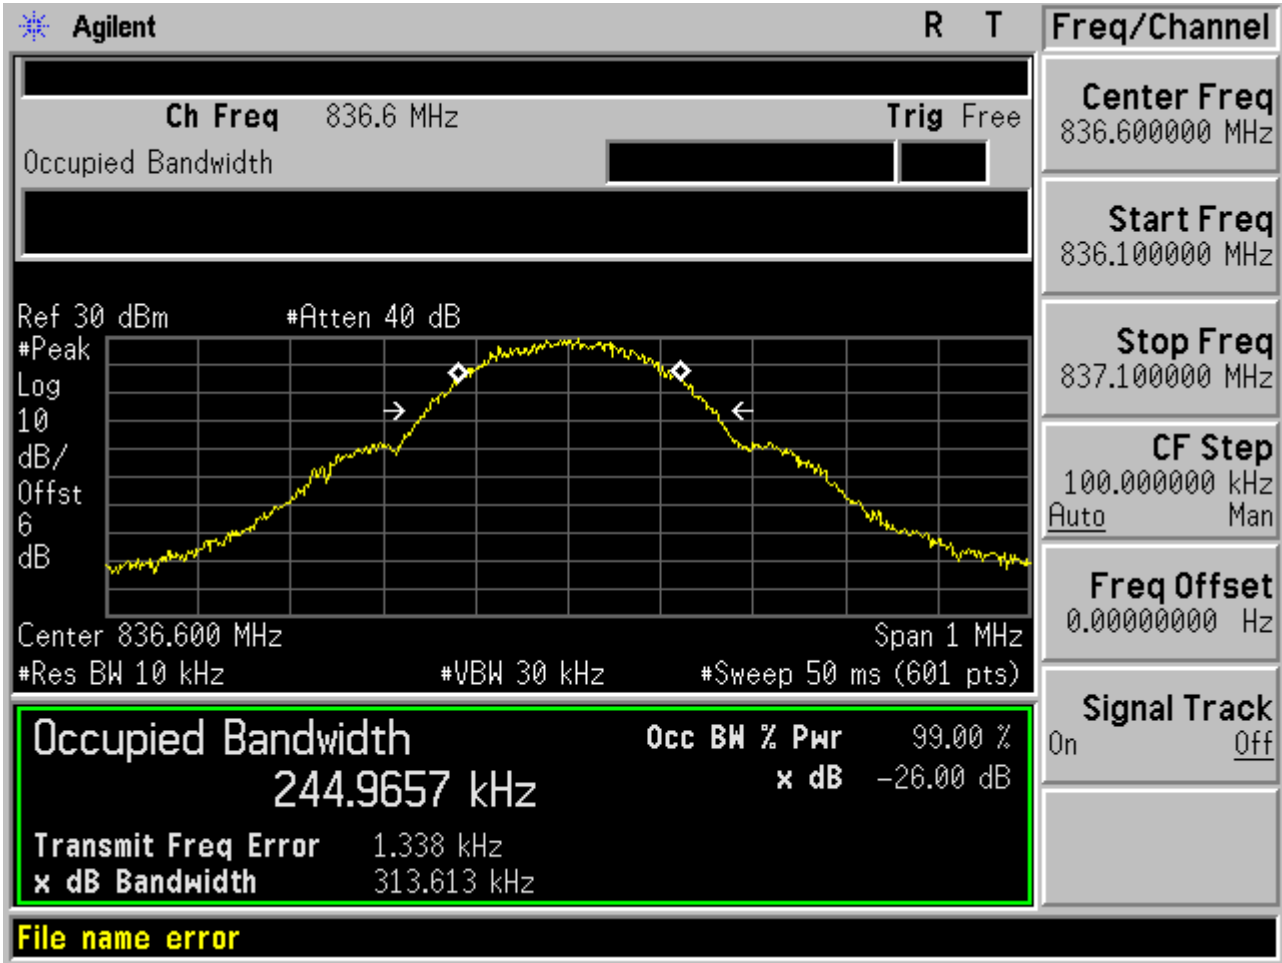 Agilent
R T
Freq/Channel
Ch Freq 836.6 MHz
Trig Free
Occupied Bandwidth
Center Freq
836.600000 MHz
Start Freq
836.100000 MHz
Stop Freq
837.100000 MHz
CF Step
100.000000 kHz
Auto Man
Freq Offset
0.00000000 Hz
Signal Track
On Off
Ref 30 dBm #Atten 40 dB
#Peak
Log
10
dB/
Offst
6
dB
Center 836.600 MHz Span 1 MHz
#Res BW 10 kHz #VBW 30 kHz #Sweep 50 ms (601 pts)
Occupied Bandwidth
244.9657 kHz
Occ BW % Pwr 99.00 %
x dB -26.00 dB
Transmit Freq Error 1.338 kHz
x dB Bandwidth 313.613 kHz
File name error